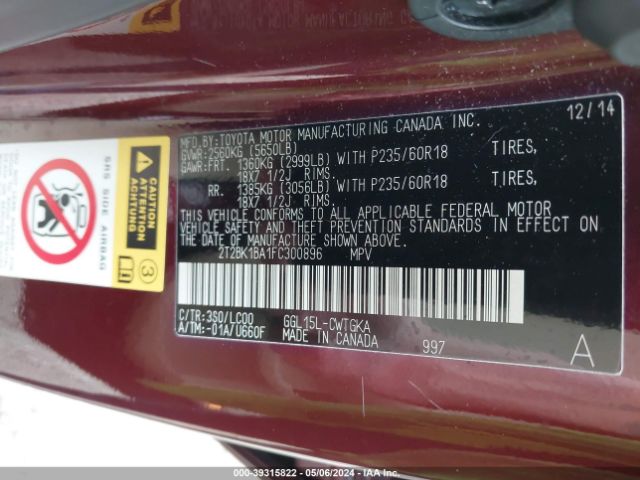 12/14
MFD.BY:TOYOTA MOTOR MANUFACTURING CANADA INC.
GVWR:2560KG (5650LB)
GAWR:FRT. 1360KG (2999LB) WITH P235/60R18 TIRES,
18X7 1/2J RIMS.
RR. 1385KG (3056LB) WITH P235/60R18 TIRES,
18X7 1/2J RIMS.
THIS VEHICLE CONFORMS TO ALL APPLICABLE FEDERAL MOTOR
VEHICLE SAFETY AND THEFT PREVENTION STANDARDS IN EFFECT ON
THE DATE OF MANUFACTURE SHOWN ABOVE.
2T2BK1BA1FC300896 MPV
C/TR:3S0/LC00 GGL15L-CWTGKA
A/TM:-01A/U660F MADE IN CANADA 997
A
SRS SIDE AIRBAG
CAUTION
ATTENTION
3
000-39315822 - 05/06/2024 - IAA Inc.